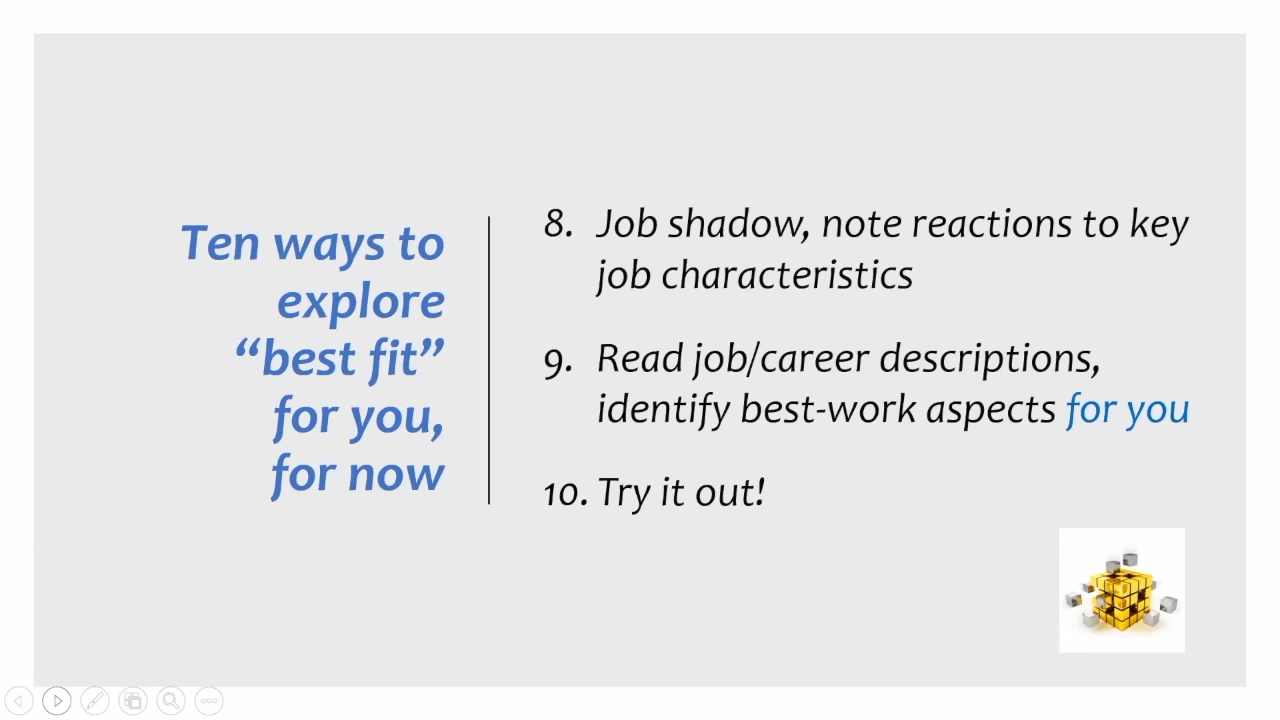 Ten ways to
explore
“best fit”
for you,
for now
8. Job shadow, note reactions to key
job characteristics
9. Read job/career descriptions,
identify best-work aspects for you
10. Try it out!